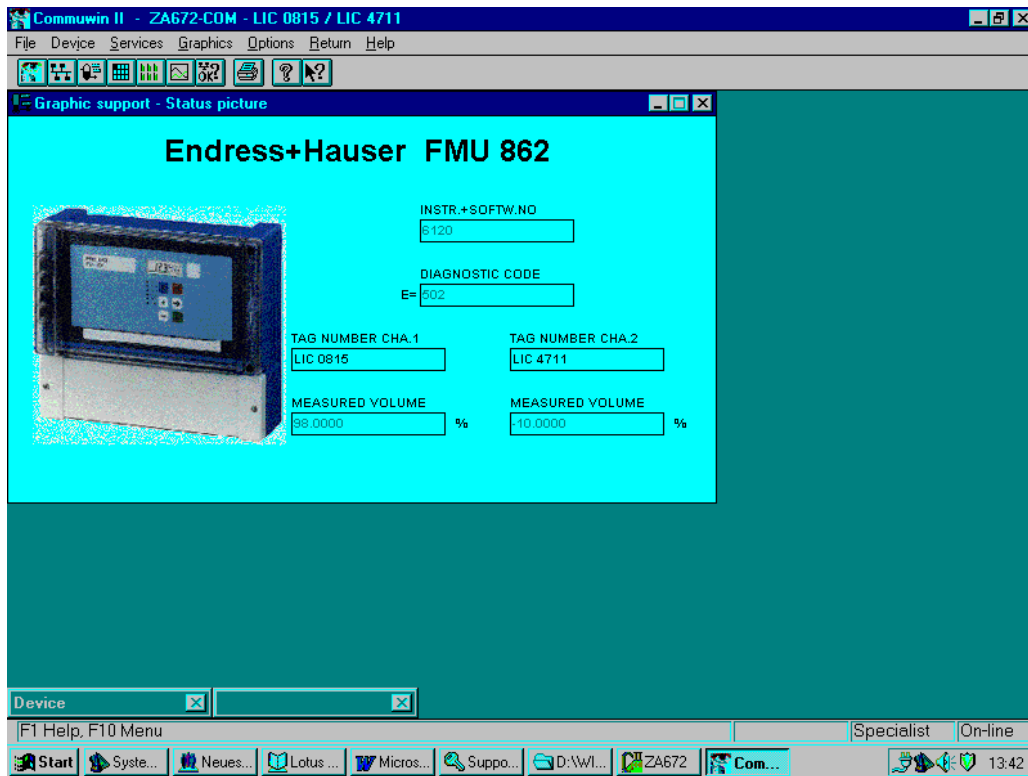 Commuwin II - ZA672-COM - LIC 0815 / LIC 4711
File Device Services Graphics Options Return Help
OK?
Graphic support - Status picture
Endress+Hauser FMU 862
INSTR.+SOFTW.NO
6120
DIAGNOSTIC CODE
E= 502
TAG NUMBER CHA.1 TAG NUMBER CHA.2
LIC 0815 LIC 4711
MEASURED VOLUME MEASURED VOLUME
98.0000 % -10.0000 %
Device
F1 Help, F10 Menu Specialist On-line
Start Syste... Neues... Lotus ... Micros... Suppo... D:\WI... ZA672 Com... 13:42